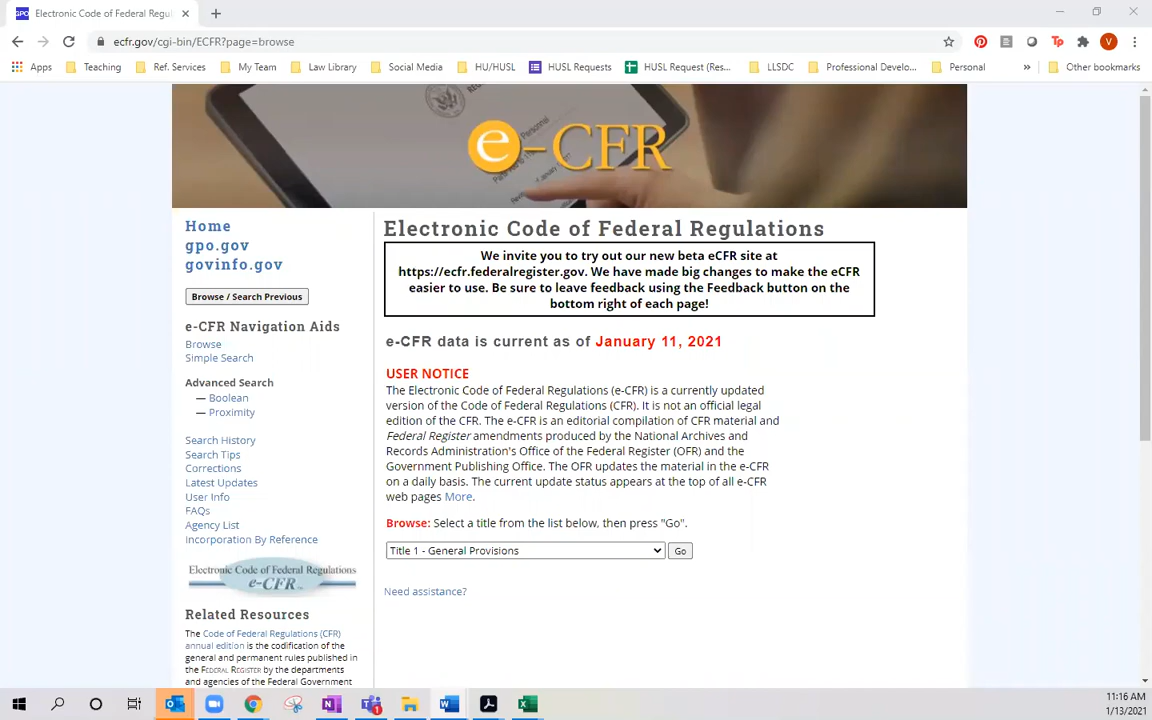 GPO Electronic Code of Federal Regul
ecfr.gov/cgi-bin/ECFR?page=browse
V
Apps Teaching Ref. Services My Team Law Library Social Media HU/HUSL HUSL Requests HUSL Request (Res... LLSDC Professional Develo... Personal » Other bookmarks
e-CFR
Home
gpo.gov
govinfo.gov
Browse / Search Previous
e-CFR Navigation Aids
Browse
Simple Search
Advanced Search
— Boolean
— Proximity
Search History
Search Tips
Corrections
Latest Updates
User Info
FAQs
Agency List
Incorporation By Reference
Electronic Code of Federal Regulations
e-CFR
Related Resources
The Code of Federal Regulations (CFR)
annual edition is the codification of the
general and permanent rules published in
the Federal Register by the departments
and agencies of the Federal Government
Electronic Code of Federal Regulations
We invite you to try out our new beta eCFR site at
https://ecfr.federalregister.gov. We have made big changes to make the eCFR
easier to use. Be sure to leave feedback using the Feedback button on the
bottom right of each page!
e-CFR data is current as of January 11, 2021
USER NOTICE
The Electronic Code of Federal Regulations (e-CFR) is a currently updated
version of the Code of Federal Regulations (CFR). It is not an official legal
edition of the CFR. The e-CFR is an editorial compilation of CFR material and
Federal Register amendments produced by the National Archives and
Records Administration's Office of the Federal Register (OFR) and the
Government Publishing Office. The OFR updates the material in the e-CFR
on a daily basis. The current update status appears at the top of all e-CFR
web pages More.
Browse: Select a title from the list below, then press "Go".
Title 1 - General Provisions Go
Need assistance?
11:16 AM
1/13/2021